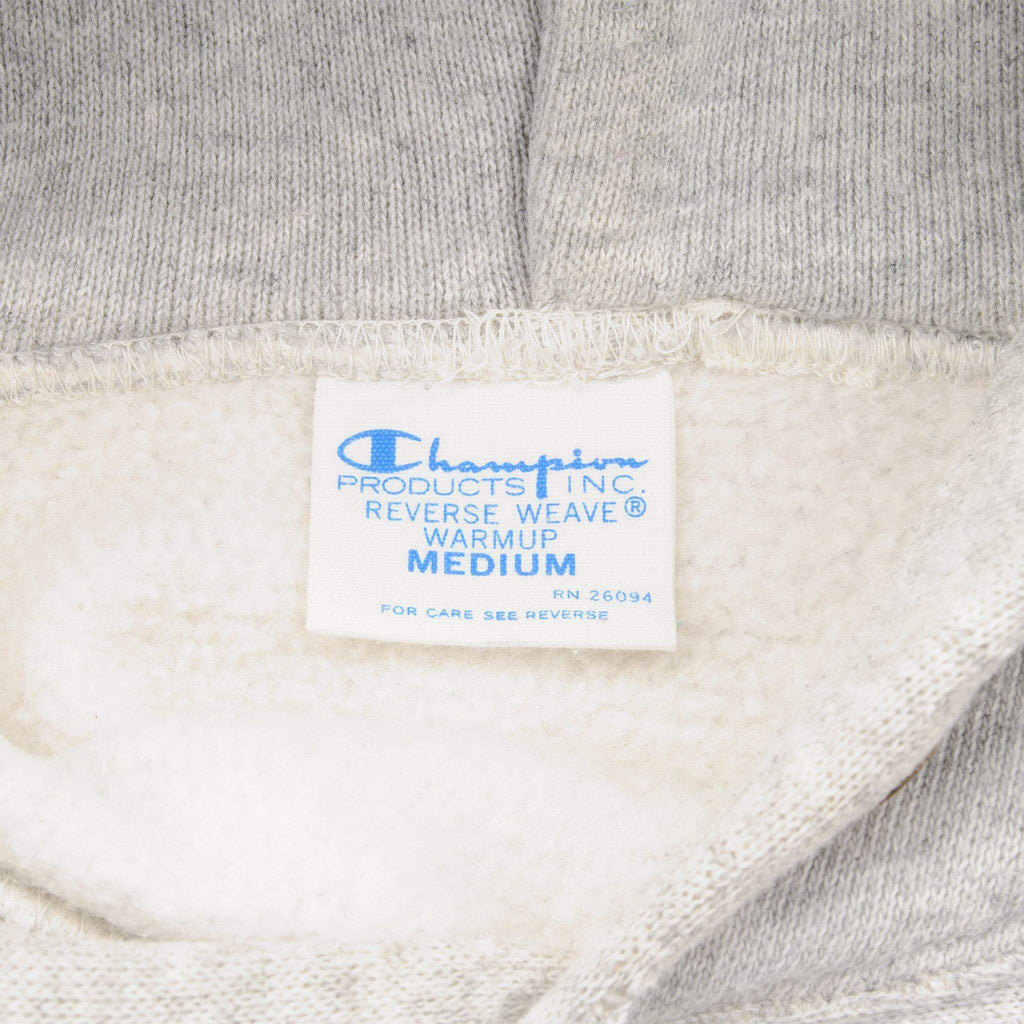 Champion
PRODUCTS INC.
REVERSE WEAVE®
WARMUP
MEDIUM
RN 26094
FOR CARE SEE REVERSE